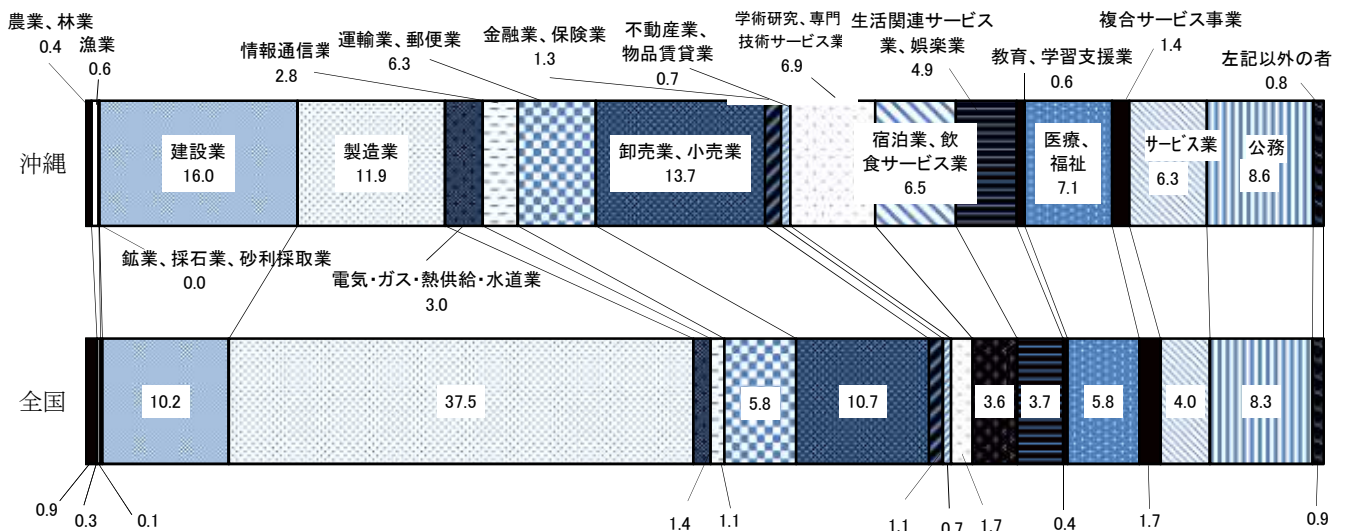 農業、林業
0.4
漁業
0.6
情報通信業
2.8
運輸業、郵便業
6.3
金融業、保険業
1.3
不動産業、
物品賃貸業
0.7
学術研究、専門
技術サービス業
6.9
生活関連サービス
業、娯楽業
4.9
教育、学習支援業
0.6
複合サービス事業
1.4
左記以外の者
0.8
沖縄
建設業
16.0
製造業
11.9
卸売業、小売業
13.7
宿泊業、飲
食サービス業
6.5
医療、
福祉
7.1
サービス業
6.3
公務
8.6
鉱業、採石業、砂利採取業
0.0
電気・ガス・熱供給・水道業
3.0
全国
10.2
37.5
5.8
10.7
3.6
3.7
5.8
4.0
8.3
0.9
0.3
0.1
1.4
1.1
1.1
0.7
1.7
0.4
1.7
0.9